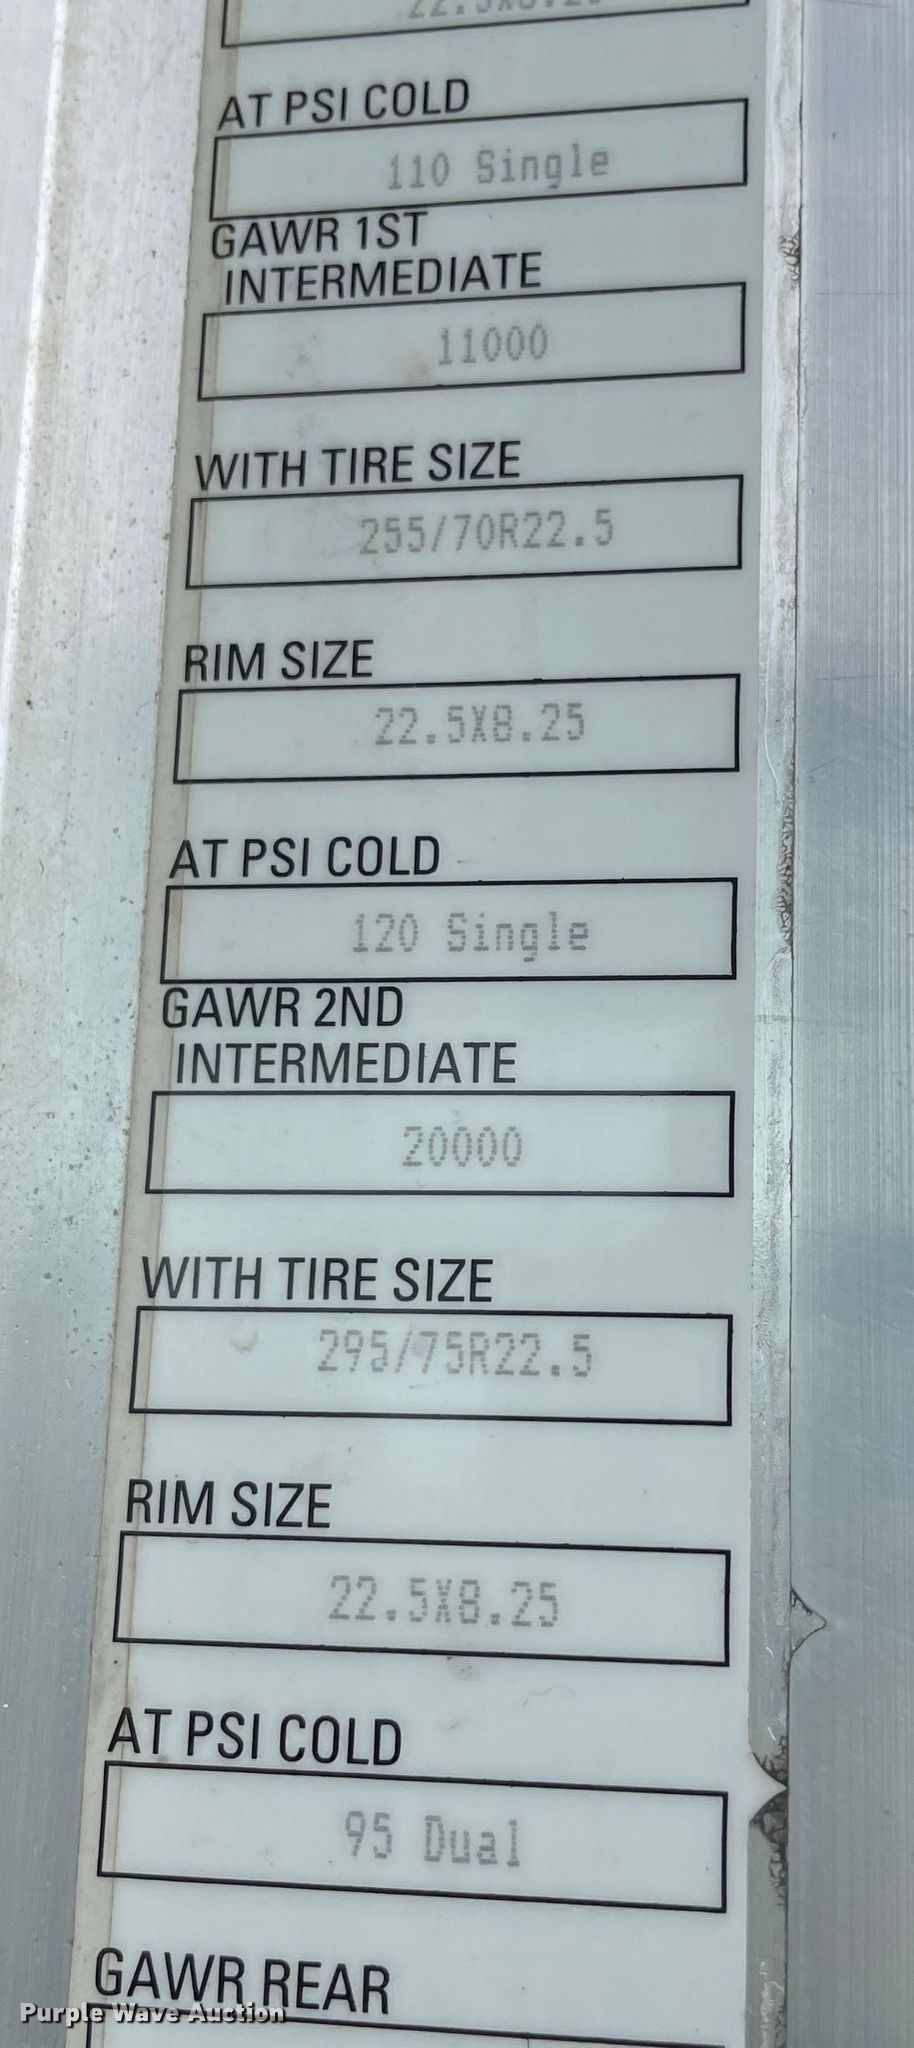 AT PSI COLD
110 Single
GAWR 1ST
INTERMEDIATE
11000
WITH TIRE SIZE
255/70R22.5
RIM SIZE
22.5X8.25
AT PSI COLD
120 Single
GAWR 2ND
INTERMEDIATE
20000
WITH TIRE SIZE
295/75R22.5
RIM SIZE
22.5X8.25
AT PSI COLD
95 Dual
GAWR REAR
Purple Wave Auction